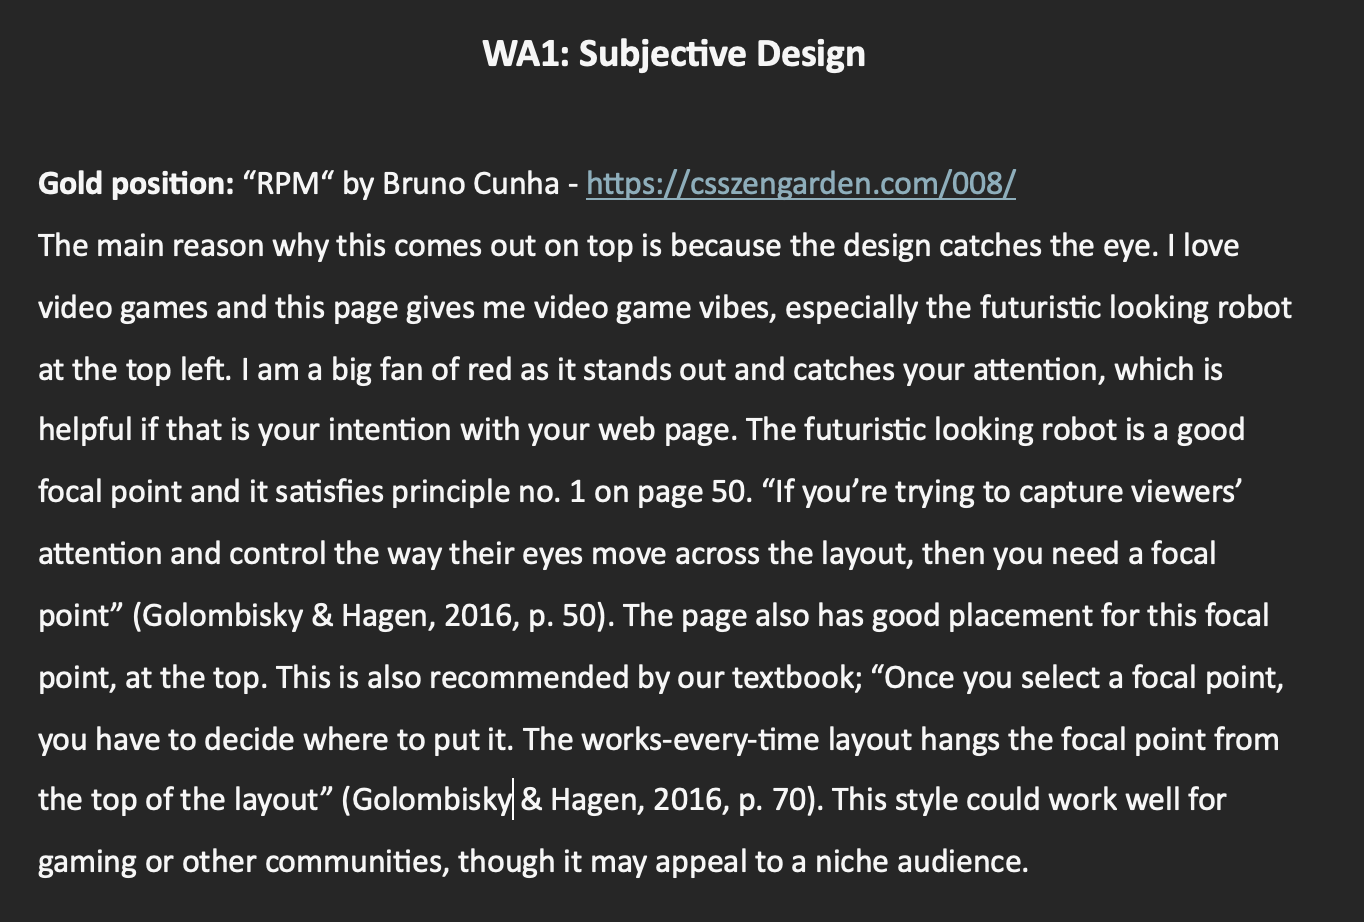 WA1: Subjective Design
Gold position: “RPM“ by Bruno Cunha - https://csszengarden.com/008/
The main reason why this comes out on top is because the design catches the eye. I love
video games and this page gives me video game vibes, especially the futuristic looking robot
at the top left. I am a big fan of red as it stands out and catches your attention, which is
helpful if that is your intention with your web page. The futuristic looking robot is a good
focal point and it satisfies principle no. 1 on page 50. “If you’re trying to capture viewers’
attention and control the way their eyes move across the layout, then you need a focal
point” (Golombisky & Hagen, 2016, p. 50). The page also has good placement for this focal
point, at the top. This is also recommended by our textbook; “Once you select a focal point,
you have to decide where to put it. The works-every-time layout hangs the focal point from
the top of the layout” (Golombisky & Hagen, 2016, p. 70). This style could work well for
gaming or other communities, though it may appeal to a niche audience.